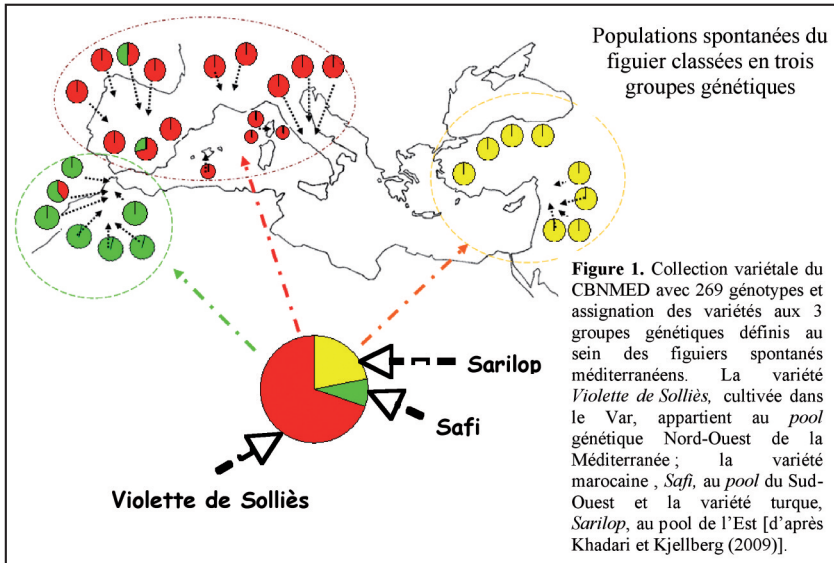 Populations spontanées du
figuier classées en trois
groupes génétiques
Sarilop
Safi
Violette de Solliès
Figure 1. Collection variétale du
CBNMED avec 269 génotypes et
assignation des variétés aux 3
groupes génétiques définis au
sein des figuiers spontanés
méditerranéens. La variété
Violette de Solliès, cultivée dans
le Var, appartient au pool
génétique Nord-Ouest de la
Méditerranée ; la variété
marocaine , Safi, au pool du Sud-
Ouest et la variété turque,
Sarilop, au pool de l'Est [d'après
Khadari et Kjellberg (2009)].